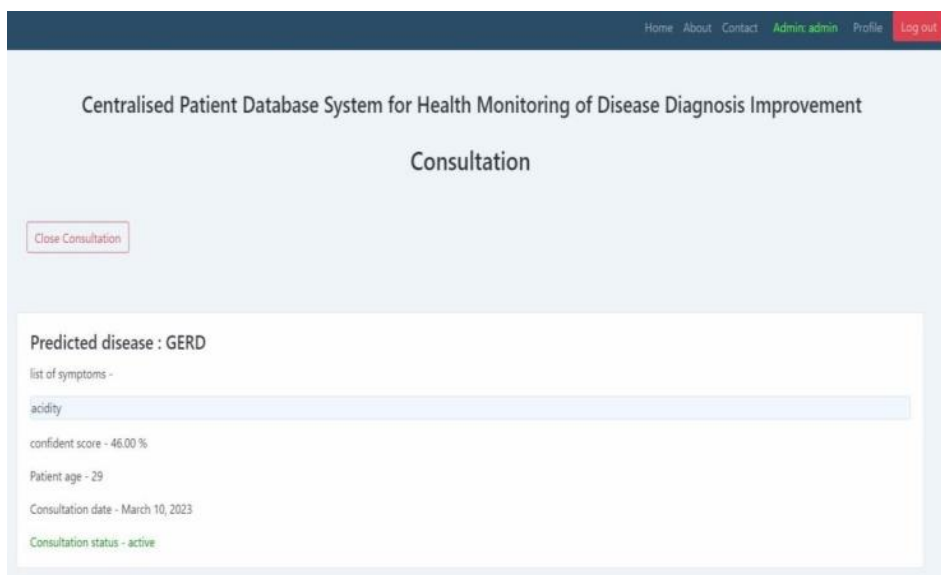 Home About Contact Admin: admin Profile Log out
Centralised Patient Database System for Health Monitoring of Disease Diagnosis Improvement
Consultation
Close Consultation
Predicted disease : GERD
list of symptoms -
acidity
confident score - 46.00 %
Patient age - 29
Consultation date - March 10, 2023
Consultation status - active